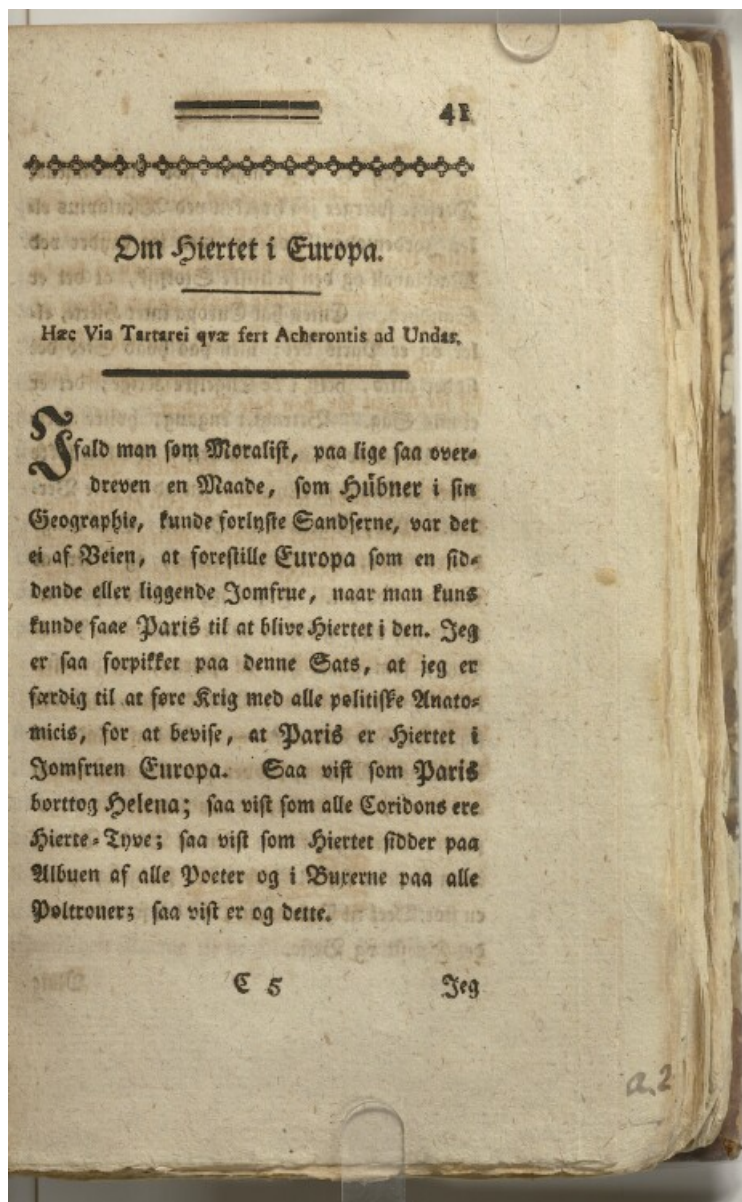 41
Om Hiertet i Europa.
Hæc Via Tartarei qvæ fert Acherontis ad Undas.
Ifald man som Moralist, paa lige saa over-
dreven en Maade, som Hübner i sin
Geographie, kunde forlyste Sandserne, var det
ei af Veien, at forestille Europa som en sid-
dende eller liggende Jomfrue, naar man kuns
kunde faae Paris til at blive Hiertet i den. Jeg
er saa forpikket paa denne Sats, at jeg er
færdig til at føre Krig med alle politiske Anato-
micis, for at bevise, at Paris er Hiertet i
Jomfruen Europa. Saa vist som Paris
borttog Helena; saa vist som alle Coridons ere
Hierte-Tyve; saa vist som Hiertet sidder paa
Albuen af alle Poeter og i Buxerne paa alle
Poltroner; saa vist er og dette.
C 5 Jeg
a.2